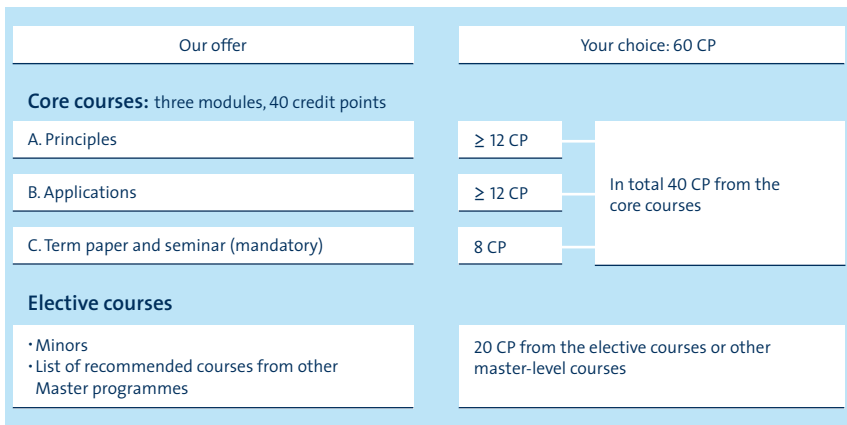 Our offer
Your choice: 60 CP
Core courses: three modules, 40 credit points
A. Principles
≥ 12 CP
B. Applications
≥ 12 CP
In total 40 CP from the
core courses
C. Term paper and seminar (mandatory)
8 CP
Elective courses
· Minors
· List of recommended courses from other
Master programmes
20 CP from the elective courses or other
master-level courses